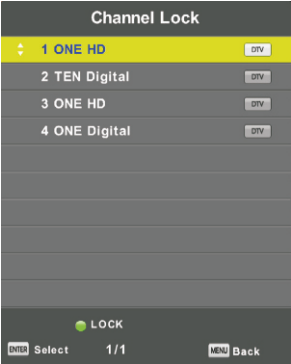 Channel Lock
1 ONE HD DTV
2 TEN Digital DTV
3 ONE HD DTV
4 ONE Digital DTV
LOCK
ENTER Select 1/1 MENU Back